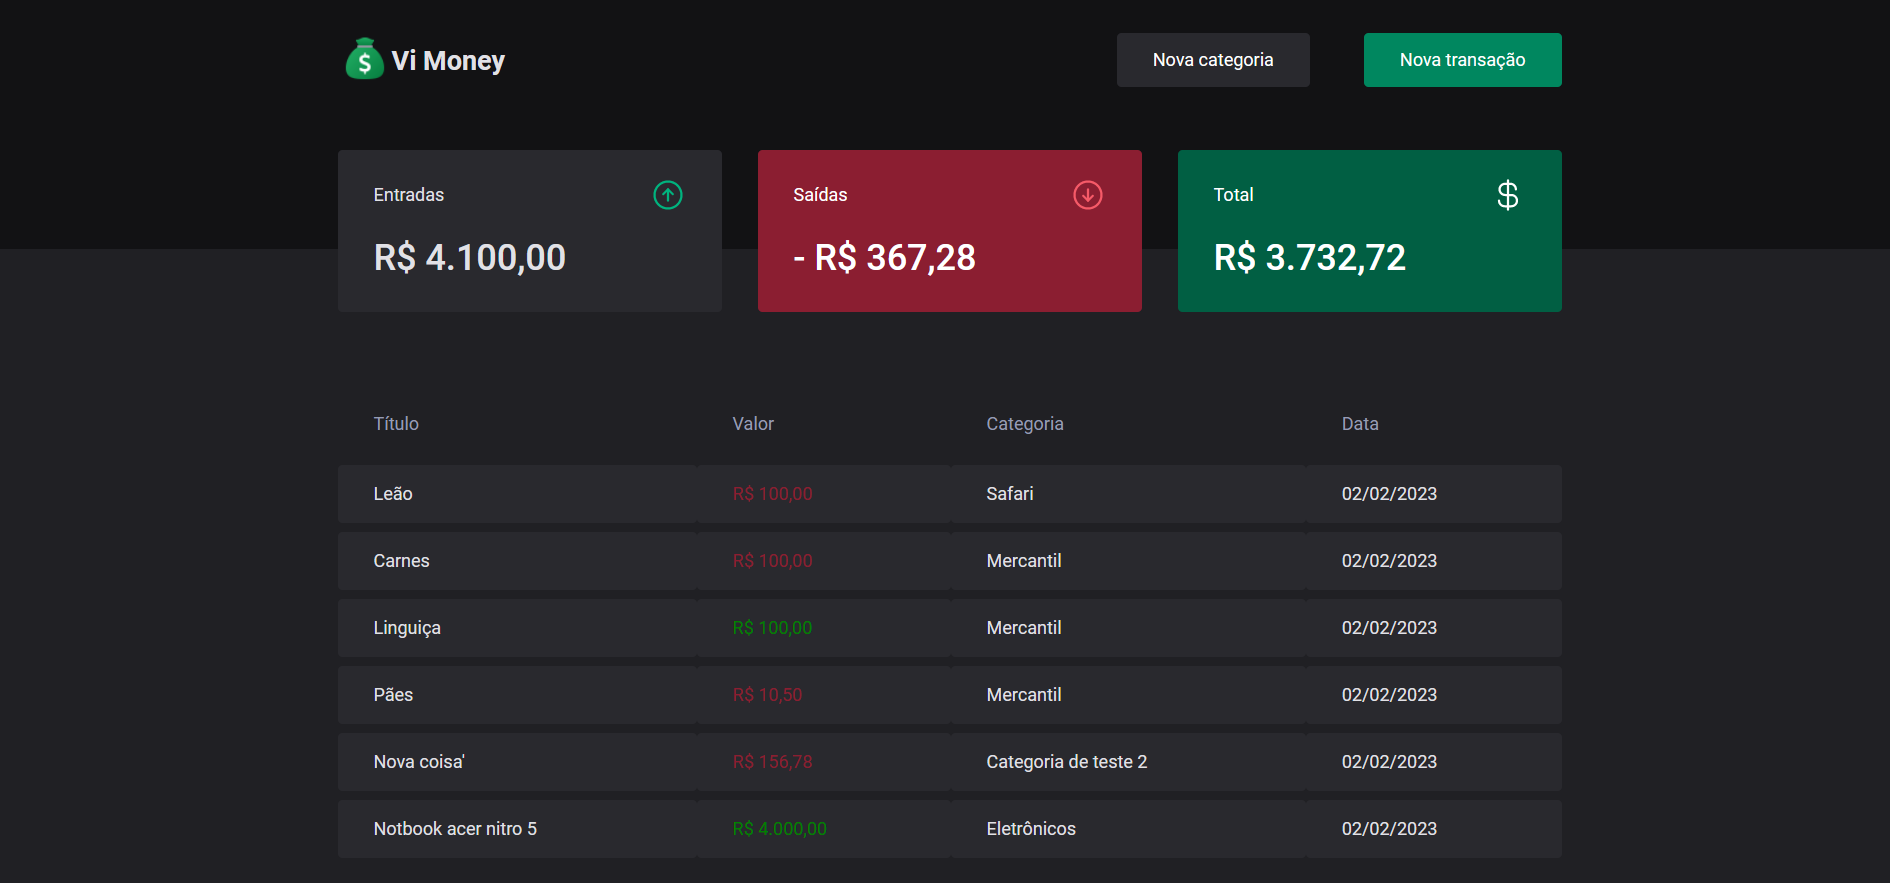 $ Vi Money
Nova categoria
Nova transação
Entradas
R$ 4.100,00
Saídas
- R$ 367,28
Total $
R$ 3.732,72
Título Valor Categoria Data
Leão R$ 100,00 Safari 02/02/2023
Carnes R$ 100,00 Mercantil 02/02/2023
Linguiça R$ 100,00 Mercantil 02/02/2023
Pães R$ 10,50 Mercantil 02/02/2023
Nova coisa' R$ 156,78 Categoria de teste 2 02/02/2023
Notbook acer nitro 5 R$ 4.000,00 Eletrônicos 02/02/2023